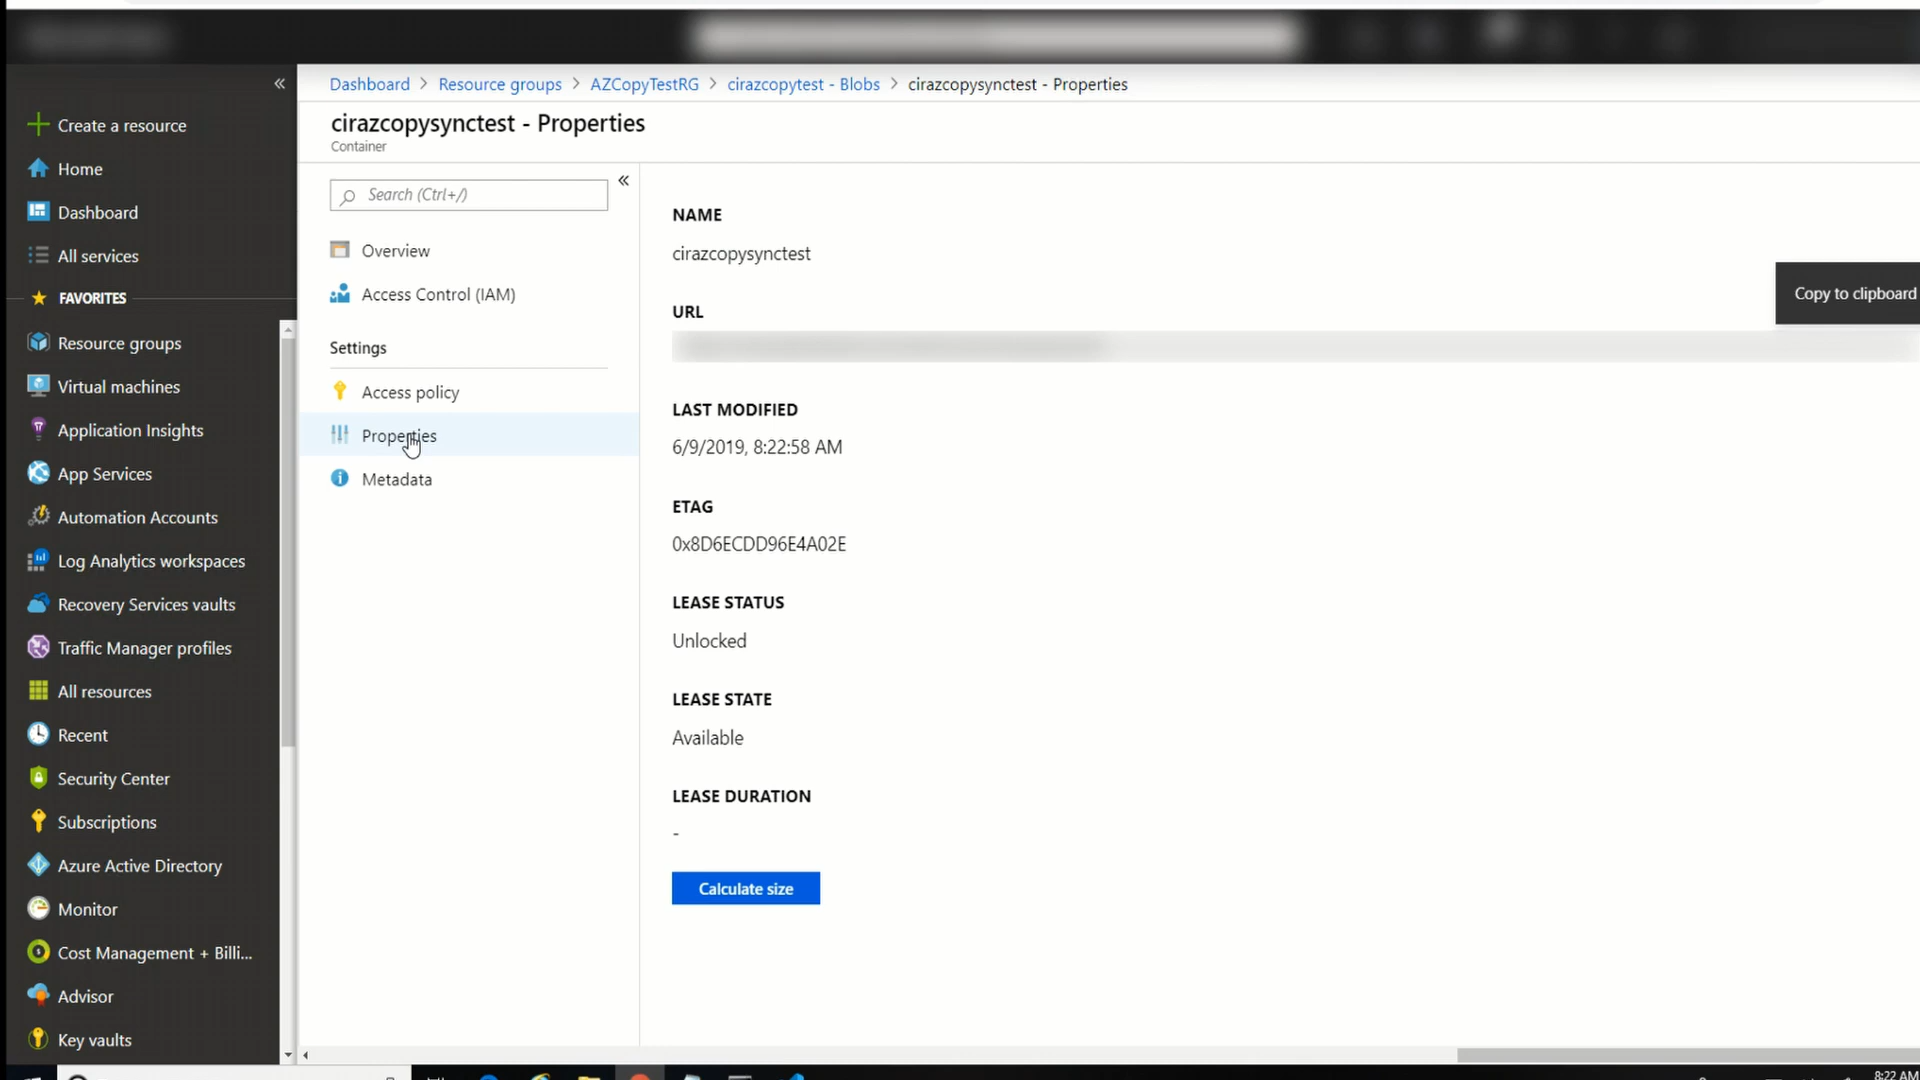 Dashboard > Resource groups > AZCopyTestRG > cirazcopytest - Blobs > cirazcopysynctest - Properties
cirazcopysynctest - Properties
Container
Create a resource
Home
Dashboard
All services
FAVORITES
Resource groups
Virtual machines
Application Insights
App Services
Automation Accounts
Log Analytics workspaces
Recovery Services vaults
Traffic Manager profiles
All resources
Recent
Security Center
Subscriptions
Azure Active Directory
Monitor
Cost Management + Billi...
Advisor
Key vaults
Search (Ctrl+/)
Overview
Access Control (IAM)
Settings
Access policy
Properties
Metadata
NAME
cirazcopysynctest
URL
Copy to clipboard
LAST MODIFIED
6/9/2019, 8:22:58 AM
ETAG
0x8D6ECDD96E4A02E
LEASE STATUS
Unlocked
LEASE STATE
Available
LEASE DURATION
-
Calculate size
8:22 AM